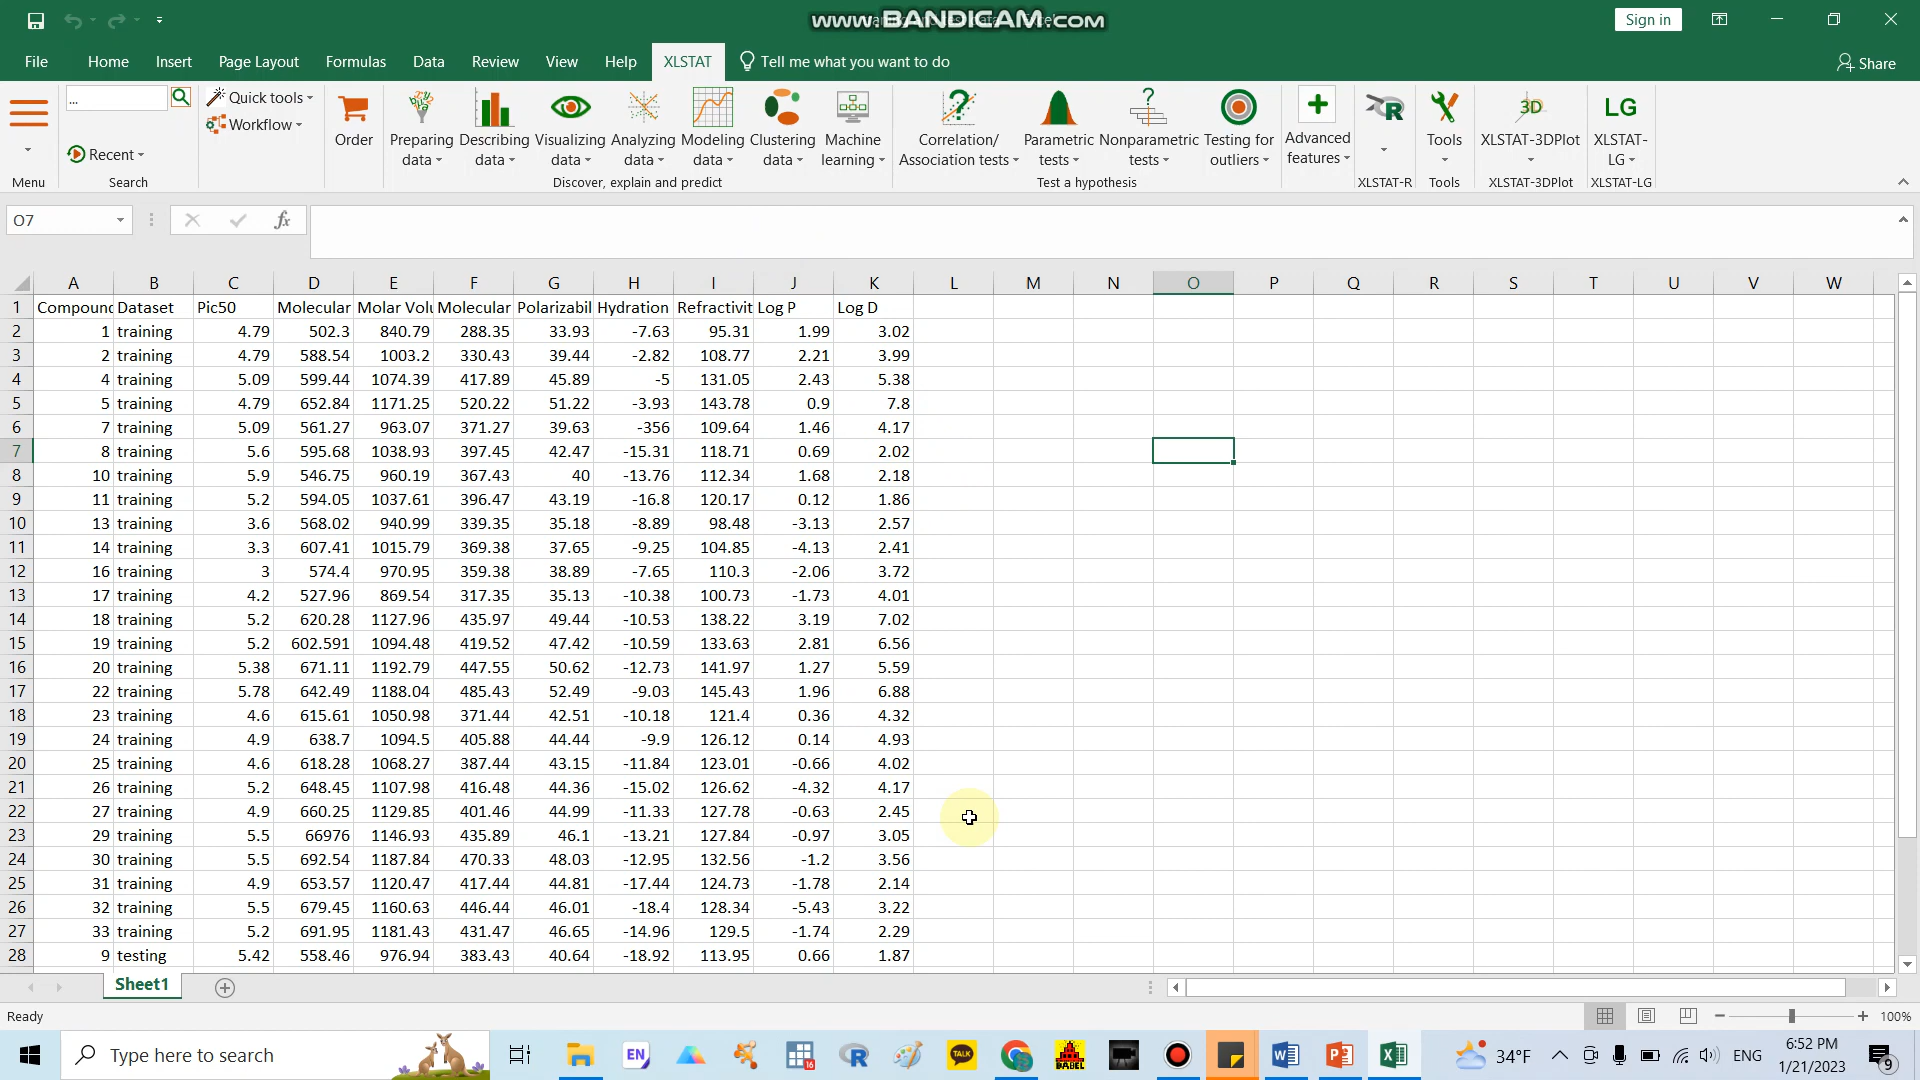 www.BANDICAM.com
Sign in
File Home Insert Page Layout Formulas Data Review View Help XLSTAT Tell me what you want to do Share
... Quick tools
Workflow
Recent
Order
Preparing data
Describing data
Visualizing data
Analyzing data
Modeling data
Clustering data
Machine learning
Correlation/ Association tests
Parametric tests
Nonparametric tests
Testing for outliers
Advanced features
Tools
3D
XLSTAT-3DPlot
LG
XLSTAT-LG
Menu Search Discover, explain and predict Test a hypothesis XLSTAT-R Tools XLSTAT-3DPlot XLSTAT-LG
O7 fx
A B C D E F G H I J K L M N O P Q R S T U V W
1 Compound Dataset Pic50 Molecular Molar Volu Molecular Polarizabil Hydration Refractivit Log P Log D
2 1 training 4.79 502.3 840.79 288.35 33.93 -7.63 95.31 1.99 3.02
3 2 training 4.79 588.54 1003.2 330.43 39.44 -2.82 108.77 2.21 3.99
4 4 training 5.09 599.44 1074.39 417.89 45.89 -5 131.05 2.43 5.38
5 5 training 4.79 652.84 1171.25 520.22 51.22 -3.93 143.78 0.9 7.8
6 7 training 5.09 561.27 963.07 371.27 39.63 -356 109.64 1.46 4.17
7 8 training 5.6 595.68 1038.93 397.45 42.47 -15.31 118.71 0.69 2.02
8 10 training 5.9 546.75 960.19 367.43 40 -13.76 112.34 1.68 2.18
9 11 training 5.2 594.05 1037.61 396.47 43.19 -16.8 120.17 0.12 1.86
10 13 training 3.6 568.02 940.99 339.35 35.18 -8.89 98.48 -3.13 2.57
11 14 training 3.3 607.41 1015.79 369.38 37.65 -9.25 104.85 -4.13 2.41
12 16 training 3 574.4 970.95 359.38 38.89 -7.65 110.3 -2.06 3.72
13 17 training 4.2 527.96 869.54 317.35 35.13 -10.38 100.73 -1.73 4.01
14 18 training 5.2 620.28 1127.96 435.97 49.44 -10.53 138.22 3.19 7.02
15 19 training 5.2 602.591 1094.48 419.52 47.42 -10.59 133.63 2.81 6.56
16 20 training 5.38 671.11 1192.79 447.55 50.62 -12.73 141.97 1.27 5.59
17 22 training 5.78 642.49 1188.04 485.43 52.49 -9.03 145.43 1.96 6.88
18 23 training 4.6 615.61 1050.98 371.44 42.51 -10.18 121.4 0.36 4.32
19 24 training 4.9 638.7 1094.5 405.88 44.44 -9.9 126.12 0.14 4.93
20 25 training 4.6 618.28 1068.27 387.44 43.15 -11.84 123.01 -0.66 4.02
21 26 training 5.2 648.45 1107.98 416.48 44.36 -15.02 126.62 -4.32 4.17
22 27 training 4.9 660.25 1129.85 401.46 44.99 -11.33 127.78 -0.63 2.45
23 29 training 5.5 66976 1146.93 435.89 46.1 -13.21 127.84 -0.97 3.05
24 30 training 5.5 692.54 1187.84 470.33 48.03 -12.95 132.56 -1.2 3.56
25 31 training 4.9 653.57 1120.47 417.44 44.81 -17.44 124.73 -1.78 2.14
26 32 training 5.5 679.45 1160.63 446.44 46.01 -18.4 128.34 -5.43 3.22
27 33 training 5.2 691.95 1181.43 431.47 46.65 -14.96 129.5 -1.74 2.29
28 9 testing 5.42 558.46 976.94 383.43 40.64 -18.92 113.95 0.66 1.87
Sheet1
Ready 100%
Type here to search EN TALK BABEL 34°F ENG 6:52 PM
1/21/2023 9